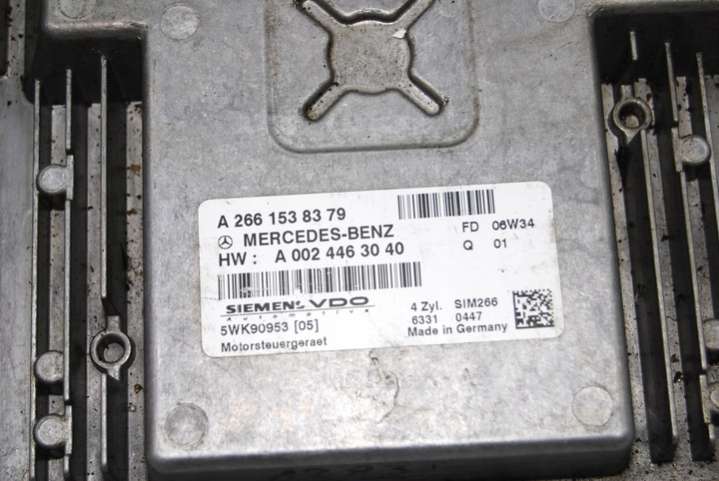 A 266 153 83 79
MERCEDES-BENZ
HW : A 002 446 30 40
FD 06W34
Q 01
SIEMENS VDO
Automotive
5WK90953 [05]
Motorsteuergeraet
4 Zyl. SIM266
6331 0447
Made in Germany